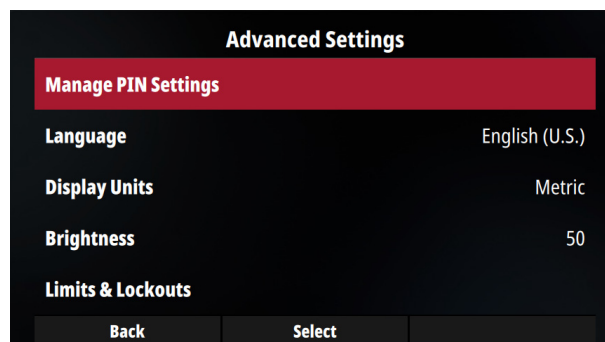 Advanced Settings
Manage PIN Settings
Language English (U.S.)
Display Units Metric
Brightness 50
Limits & Lockouts
Back Select